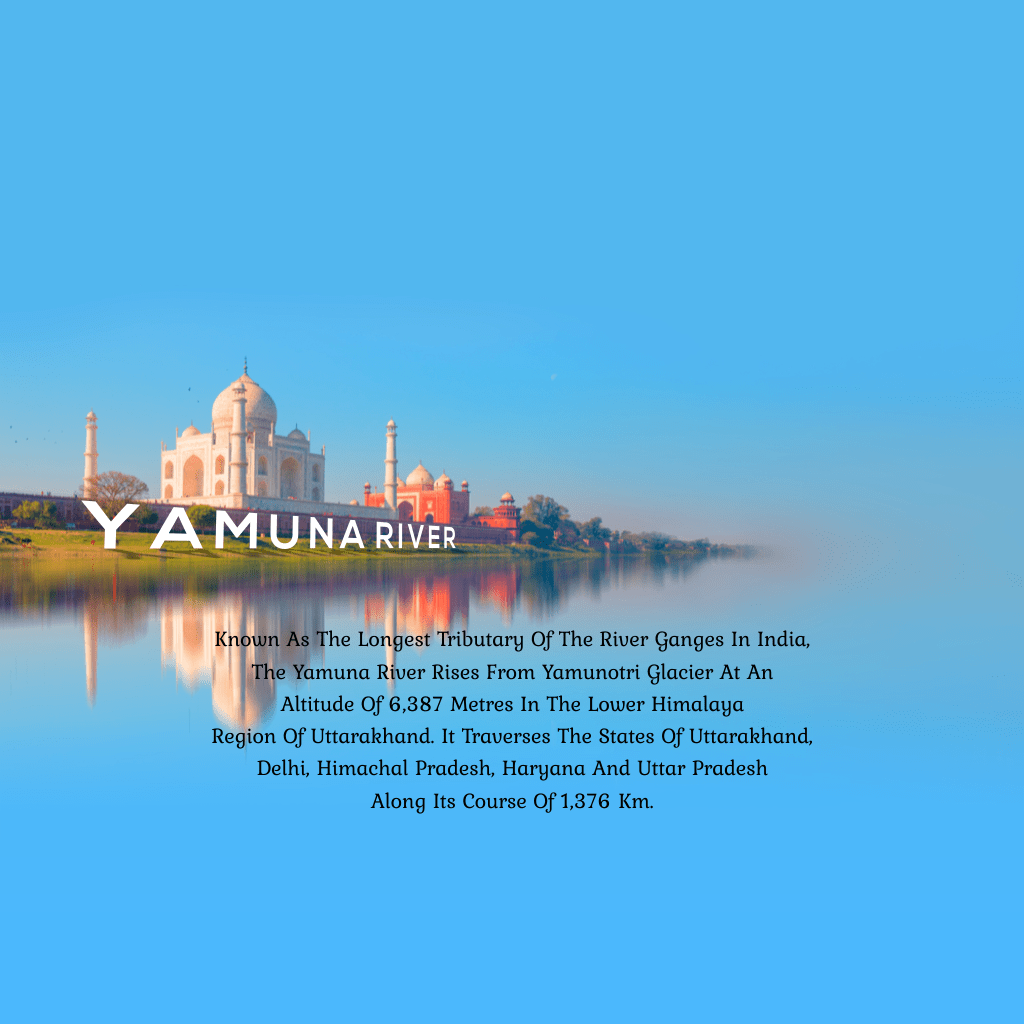 YAMUNA RIVER
Known As The Longest Tributary Of The River Ganges In India,
The Yamuna River Rises From Yamunotri Glacier At An
Altitude Of 6,387 Metres In The Lower Himalaya
Region Of Uttarakhand. It Traverses The States Of Uttarakhand,
Delhi, Himachal Pradesh, Haryana And Uttar Pradesh
Along Its Course Of 1,376 Km.